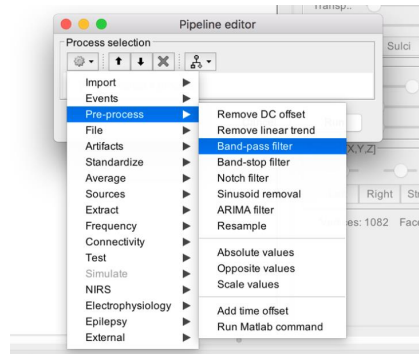 Transp.:
Pipeline editor
Process selection
Sulci
Import
Events
Pre-process
File
Artifacts
Standardize
Average
Sources
Extract
Frequency
Connectivity
Test
Simulate
NIRS
Electrophysiology
Epilepsy
External
Remove DC offset
Remove linear trend
Band-pass filter
Band-stop filter
Notch filter
Sinusoid removal
ARIMA filter
Resample
Absolute values
Opposite values
Scale values
Add time offset
Run Matlab command
X,Y,Z]
Right
es: 1082 Face